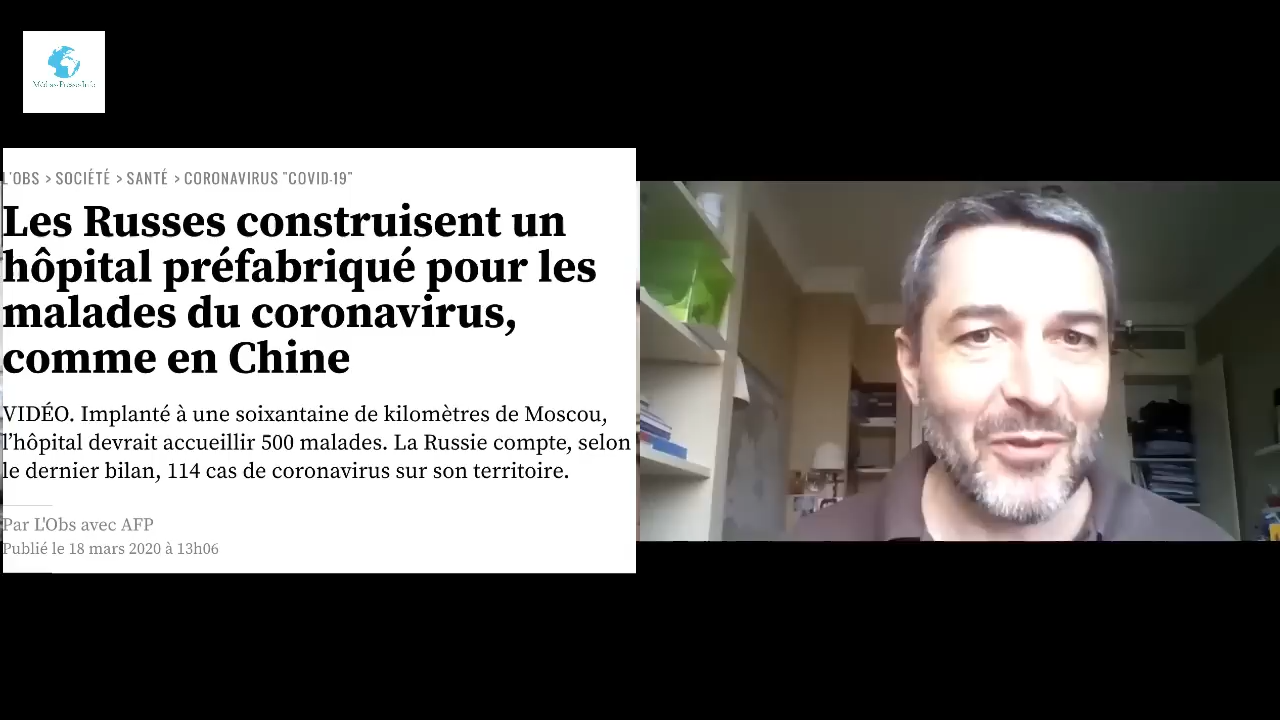 MédiasPresseInfo
L'OBS > SOCIÉTÉ > SANTÉ > CORONAVIRUS "COVID-19"
Les Russes construisent un
hôpital préfabriqué pour les
malades du coronavirus,
comme en Chine
VIDÉO. Implanté à une soixantaine de kilomètres de Moscou,
l'hôpital devrait accueillir 500 malades. La Russie compte, selon
le dernier bilan, 114 cas de coronavirus sur son territoire.
Par L'Obs avec AFP
Publié le 18 mars 2020 à 13h06